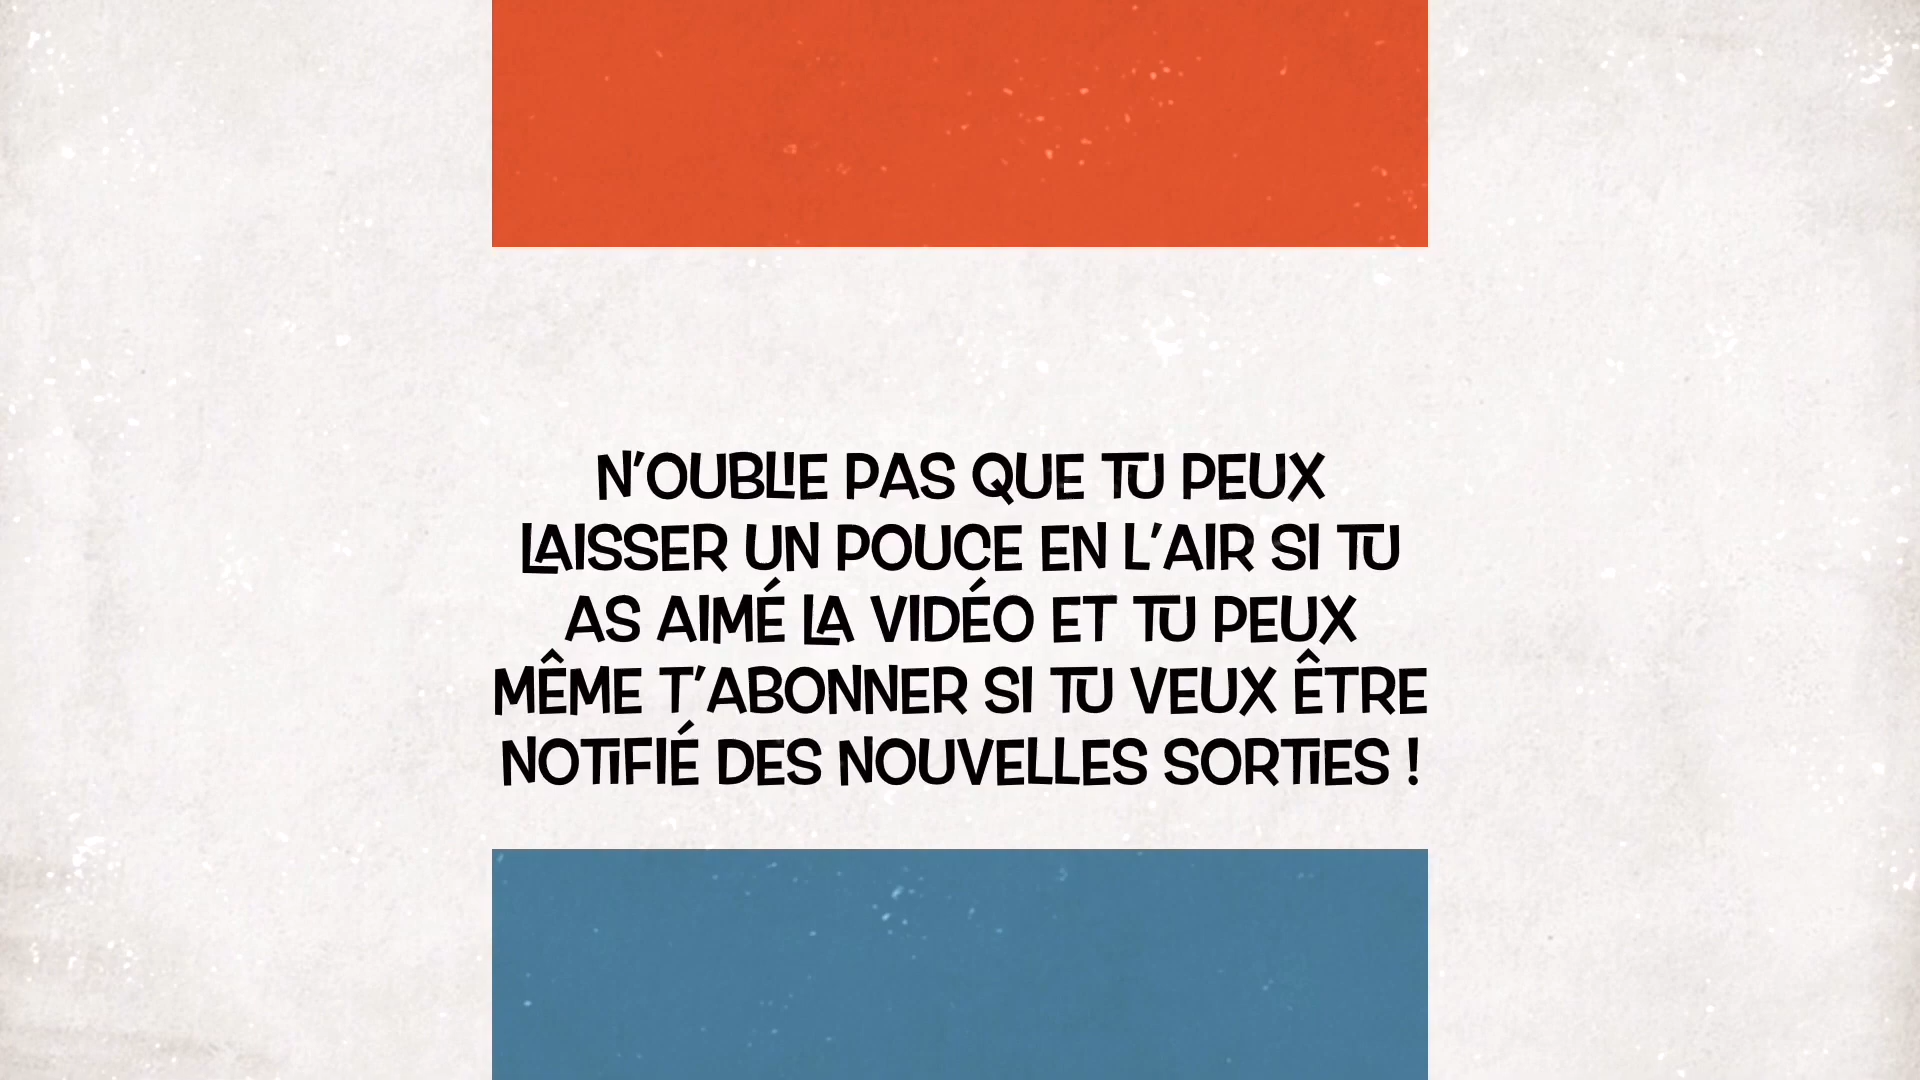 N'OUBLIE PAS QUE TU PEUX
LAISSER UN POUCE EN L'AIR SI TU
AS AIMÉ LA VIDÉO ET TU PEUX
MÊME T'ABONNER SI TU VEUX ÊTRE
NOTIFIÉ DES NOUVELLES SORTIES !